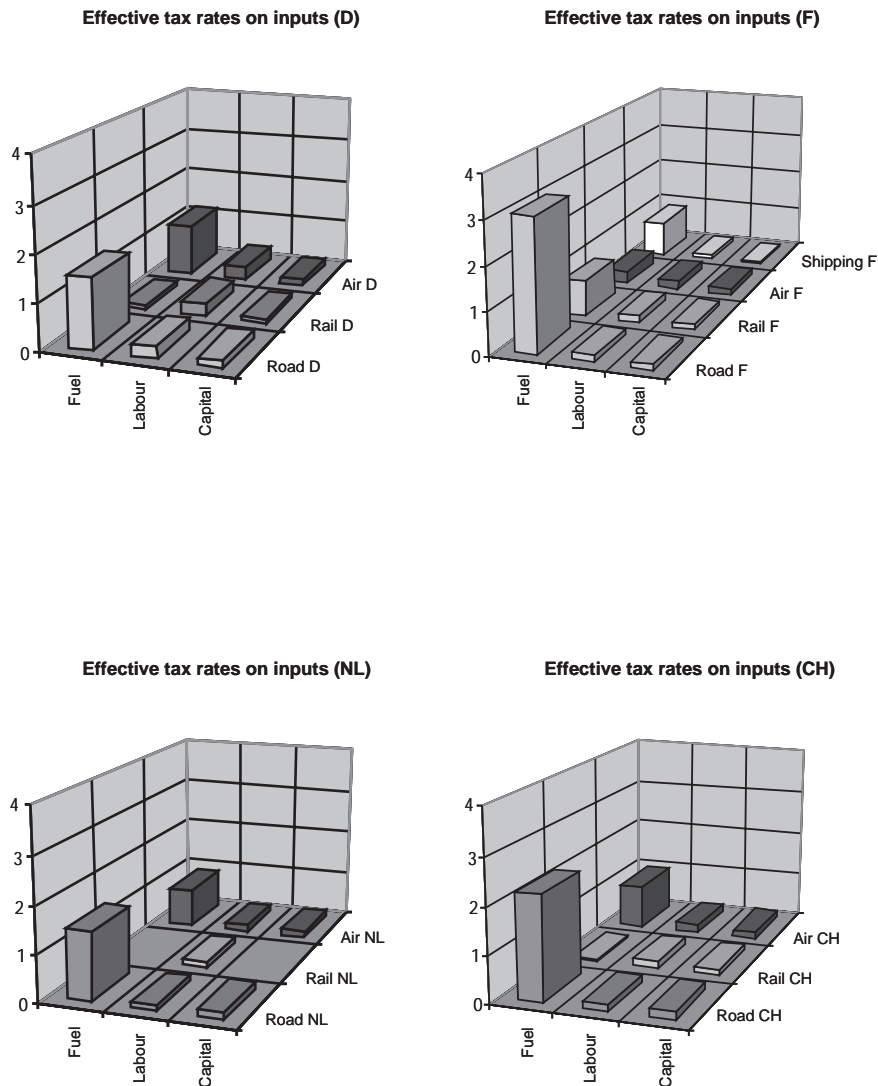 Effective tax rates on inputs (D)
4
3
2
1
0
Fuel
Labour
Capital
Road D
Rail D
Air D
Effective tax rates on inputs (F)
4
3
2
1
0
Fuel
Labour
Capital
Road F
Rail F
Air F
Shipping F
Effective tax rates on inputs (NL)
4
3
2
1
0
Fuel
Labour
Capital
Road NL
Rail NL
Air NL
Effective tax rates on inputs (CH)
4
3
2
1
0
Fuel
Labour
Capital
Road CH
Rail CH
Air CH